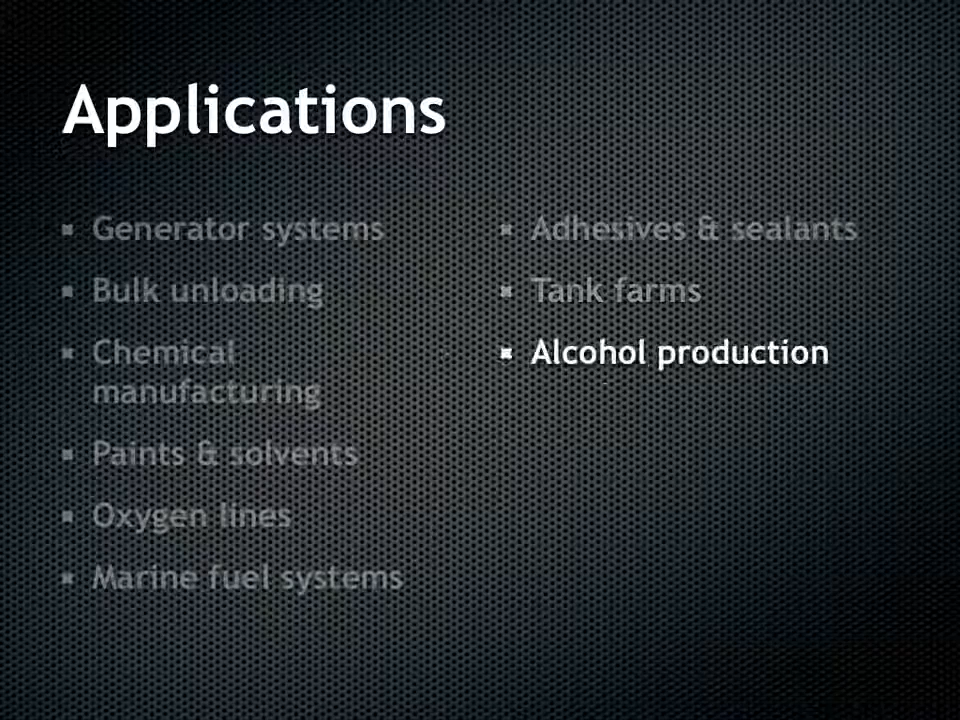 Applications
Generator systems
Bulk unloading
Chemical
manufacturing
Paints & solvents
Oxygen lines
Marine fuel systems
Adhesives & sealants
Tank farms
Alcohol production